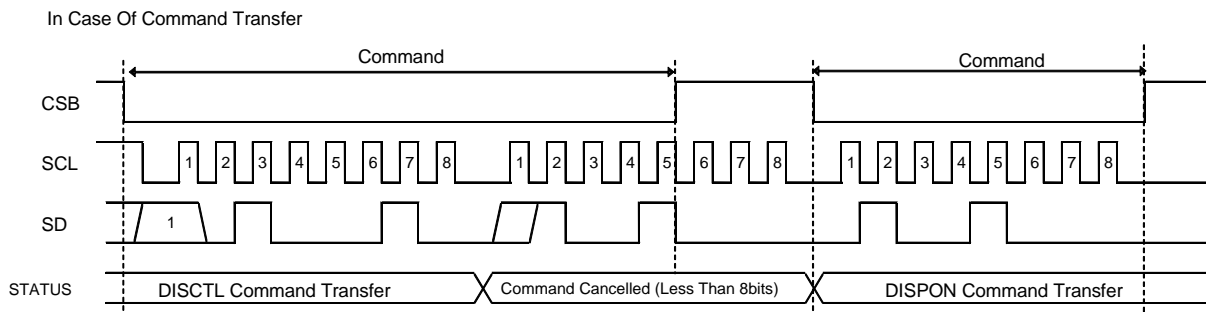 In Case Of Command Transfer
Command
Command
CSB
SCL
1 2 3 4 5 6 7 8 1 2 3 4 5 6 7 8 1 2 3 4 5 6 7 8
SD
1
STATUS
DISCTL Command Transfer
Command Cancelled (Less Than 8bits)
DISPON Command Transfer